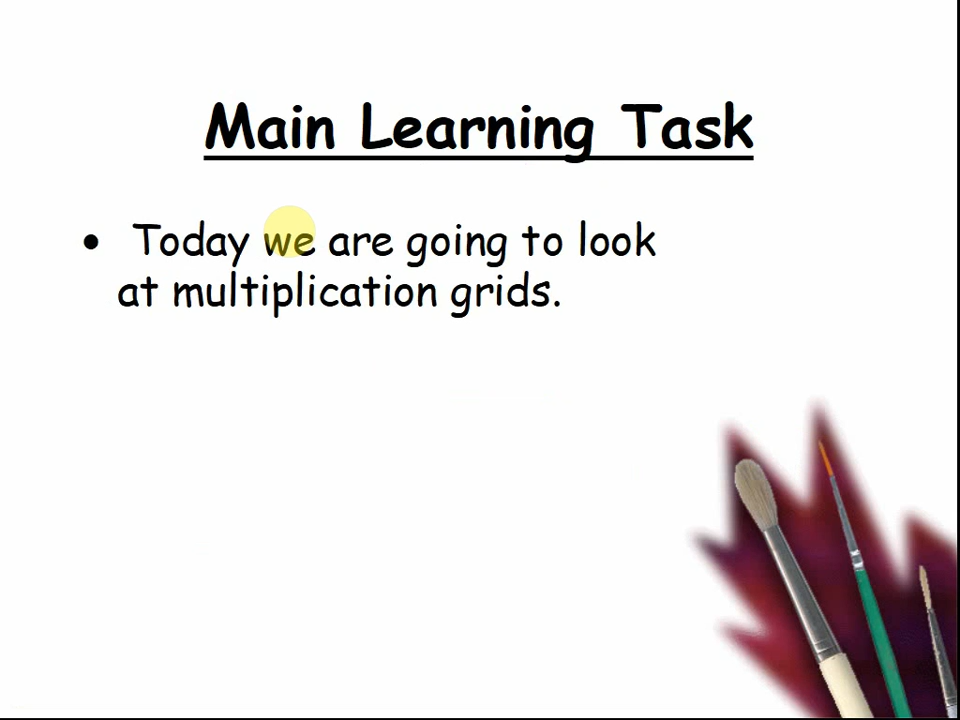 Main Learning Task
• Today we are going to look
at multiplication grids.